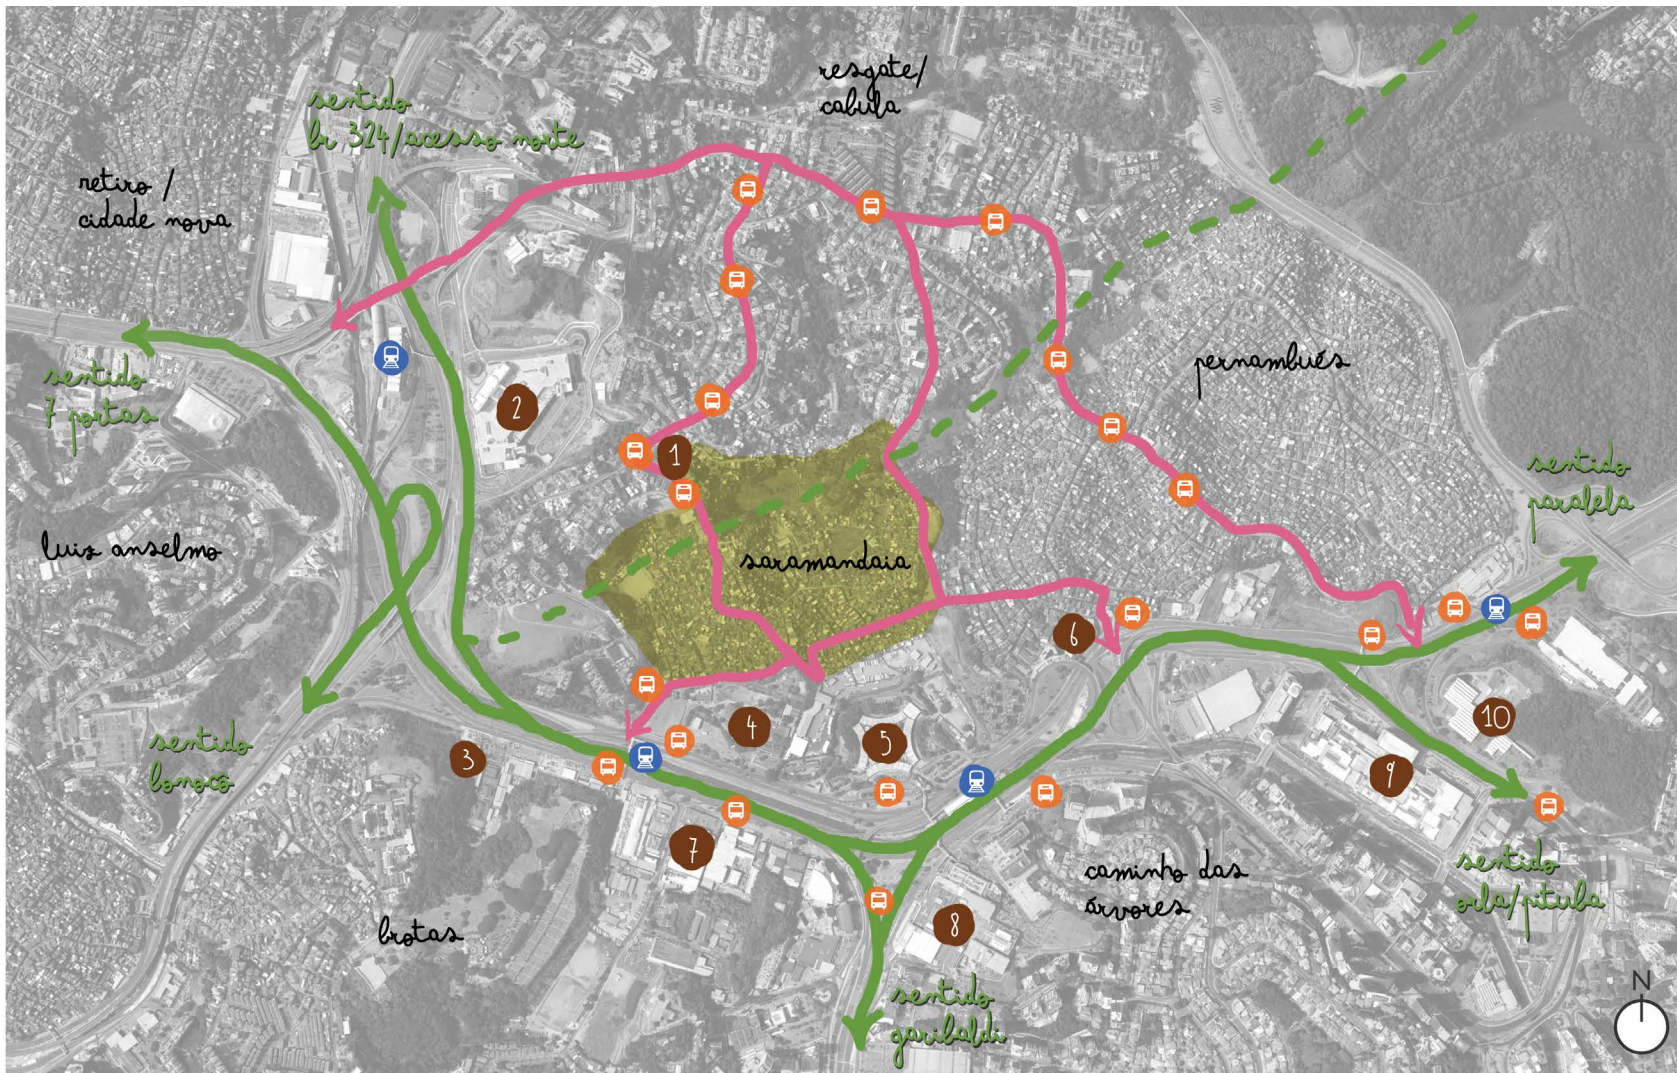 resgate/
cabula
sentido
br 324/acesso norte
retiro /
cidade nova
sentido
7 portas
2
pernambués
1
sentido
paralela
luiz anselmo
saramandaia
6
sentido
bonocô
3
4
5
10
9
7
caminho das
árvores
sentido
orla/pituba
brotas
8
sentido
garibaldi
N